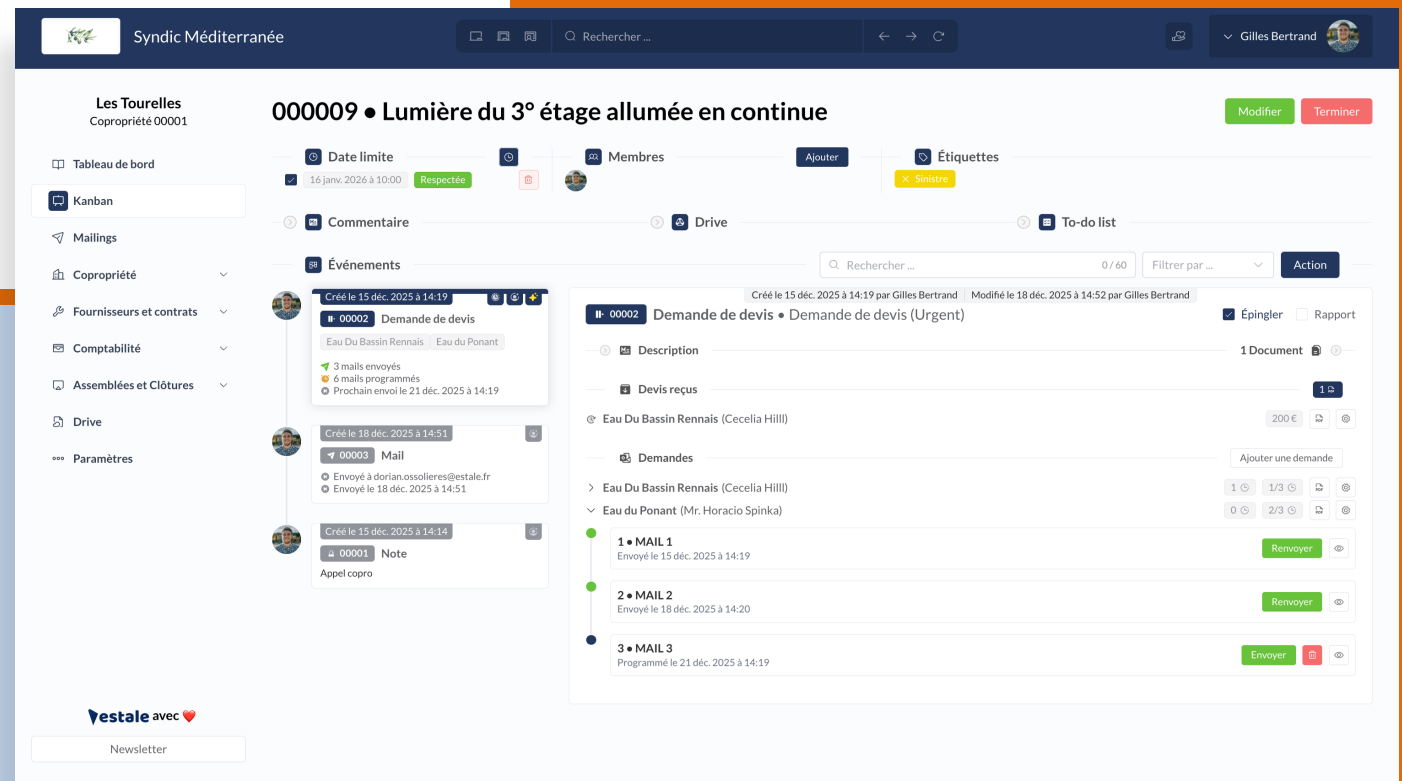 Syndic Méditerranée
Rechercher ...
Gilles Bertrand
Les Tourelles
Copropriété 00001
Tableau de bord
Kanban
Mailings
Copropriété
Fournisseurs et contrats
Comptabilité
Assemblées et Clôtures
Drive
Paramètres
estale avec
Newsletter
000009 • Lumière du 3° étage allumée en continue
Modifier
Terminer
Date limite
16 janv. 2026 à 10:00
Respectée
Membres
Ajouter
Étiquettes
× Sinistre
Commentaire
Drive
To-do list
Événements
Rechercher ...
0 / 60
Filtrer par ...
Action
Créé le 15 déc. 2025 à 14:19
00002 Demande de devis
Eau Du Bassin Rennais Eau du Ponant
3 mails envoyés
6 mails programmés
Prochain envoi le 21 déc. 2025 à 14:19
Créé le 18 déc. 2025 à 14:51
00003 Mail
Envoyé à dorian.ossolieres@estale.fr
Envoyé le 18 déc. 2025 à 14:51
Créé le 15 déc. 2025 à 14:14
00001 Note
Appel copro
Créé le 15 déc. 2025 à 14:19 par Gilles Bertrand Modifié le 18 déc. 2025 à 14:52 par Gilles Bertrand
00002 Demande de devis • Demande de devis (Urgent)
Épingler
Rapport
Description
1 Document
Devis reçus
1
Eau Du Bassin Rennais (Cecelia Hilll)
200 €
Demandes
Ajouter une demande
Eau Du Bassin Rennais (Cecelia Hilll)
1
1/3
Eau du Ponant (Mr. Horacio Spinka)
0
2/3
1 • MAIL 1
Envoyé le 15 déc. 2025 à 14:19
Renvoyer
2 • MAIL 2
Envoyé le 18 déc. 2025 à 14:20
Renvoyer
3 • MAIL 3
Programmé le 21 déc. 2025 à 14:19
Envoyer